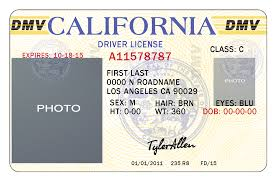 DMV CALIFORNIA DMV
DRIVER LICENSE
EXPIRES: 10-18-15 A11578787 CLASS: C
FIRST LAST
0000 N ROADNAME
LOS ANGELES CA 90029
PHOTO PHOTO
SEX: M HAIR: BRN EYES: BLU
HT: 0-00 WT: 360 DOB: 00-00-00
TylerAllen
01/01/2011 235 R8 FD/15